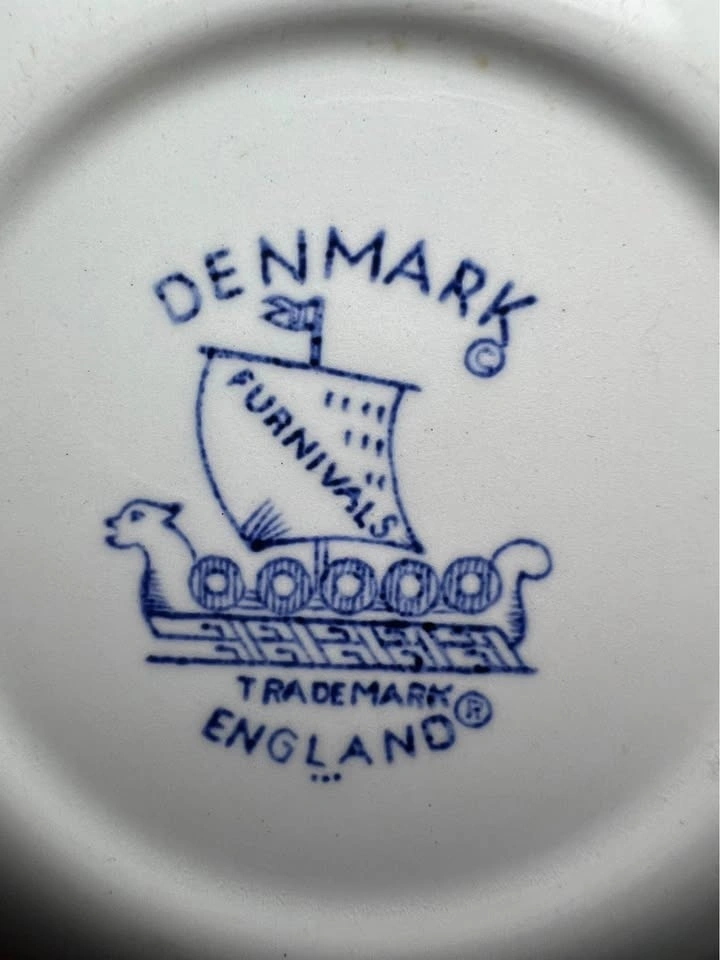 DENMARK
©
FURNIVALS
TRADEMARK ®
ENGLAND